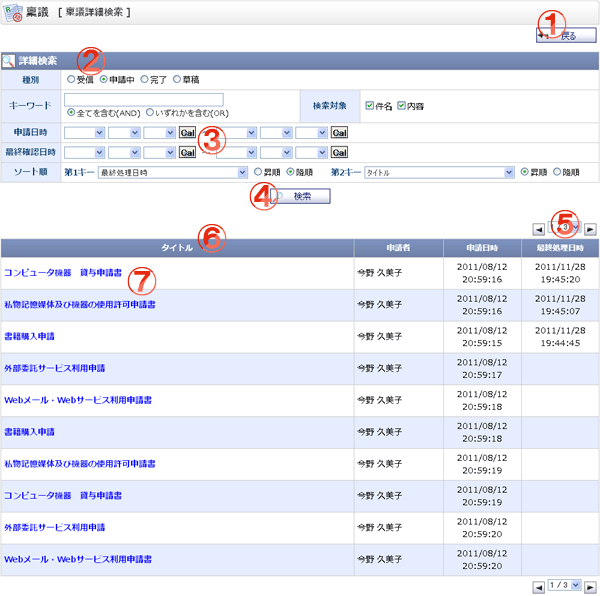 稟議 [ 稟議詳細検索 ]
① 戻る
詳細検索 ②
種別 受信 申請中 完了 草稿
キーワード 検索対象 件名 内容
全てを含む(AND) いずれかを含む(OR)
申請日時 Cal Cal
③
最終確認日時 Cal Cal
ソート順 第1キー 最終処理日時 昇順 降順 第2キー タイトル 昇順 降順
④ 検索
⑤ 3
タイトル ⑥ 申請者 申請日時 最終処理日時
コンピュータ機器 貸与申請書 ⑦ 今野 久美子 2011/08/12 20:59:16 2011/11/28 19:45:20
私物記憶媒体及び機器の使用許可申請書 今野 久美子 2011/08/12 20:59:16 2011/11/28 19:45:07
書籍購入申請 今野 久美子 2011/08/12 20:59:15 2011/11/28 19:44:45
外部委託サービス利用申請 今野 久美子 2011/08/12 20:59:17
Webメール・Webサービス利用申請書 今野 久美子 2011/08/12 20:59:18
書籍購入申請 今野 久美子 2011/08/12 20:59:18
私物記憶媒体及び機器の使用許可申請書 今野 久美子 2011/08/12 20:59:19
コンピュータ機器 貸与申請書 今野 久美子 2011/08/12 20:59:19
外部委託サービス利用申請 今野 久美子 2011/08/12 20:59:20
Webメール・Webサービス利用申請書 今野 久美子 2011/08/12 20:59:20
1 / 3